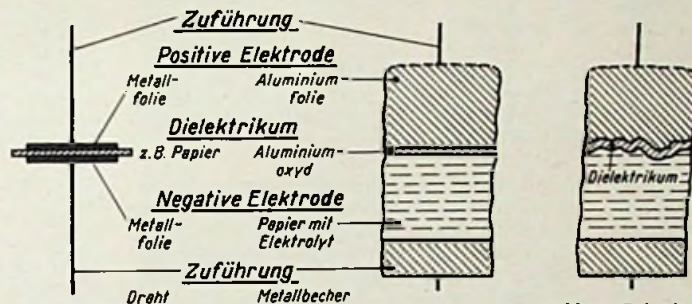 Zuführung
Positive Elektrode
Metall- Aluminium-
folie folie
Dielektrikum
z.B. Papier Aluminium-
oxyd
Dielektrikum
Negative Elektrode
Metall- Papier mit
folie Elektrolyt
Zuführung
Draht Metallbecher